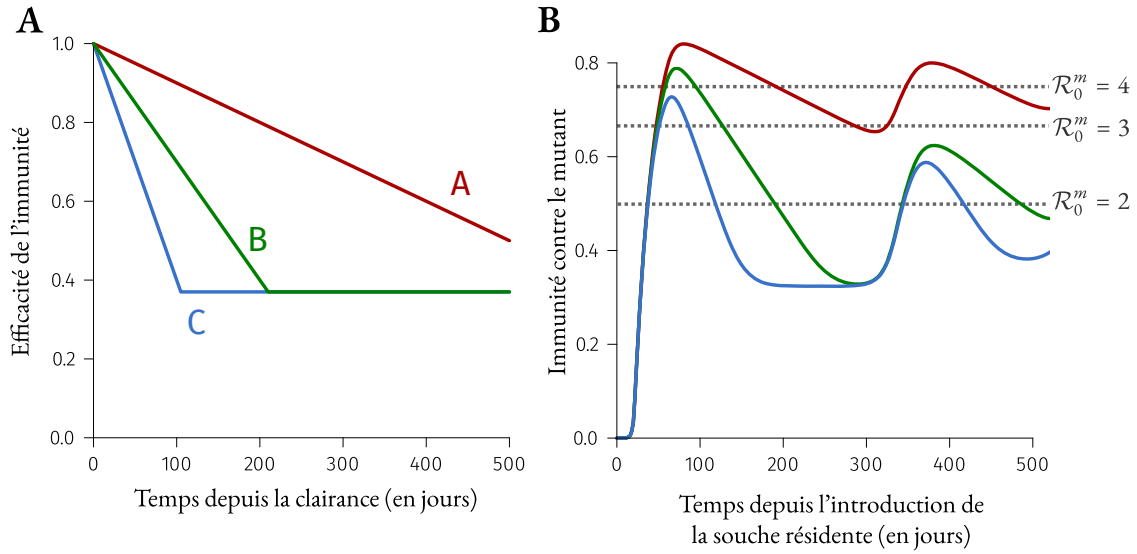 A
Efficacité de l'immunité
1.0
0.8
0.6
0.4
0.2
0.0
A
B
C
0 100 200 300 400 500
Temps depuis la clairance (en jours)
B
Immunité contre le mutant
0.8
0.6
0.4
0.2
0.0
ℛ₀ᵐ = 4
ℛ₀ᵐ = 3
ℛ₀ᵐ = 2
0 100 200 300 400 500
Temps depuis l'introduction de
la souche résidente (en jours)